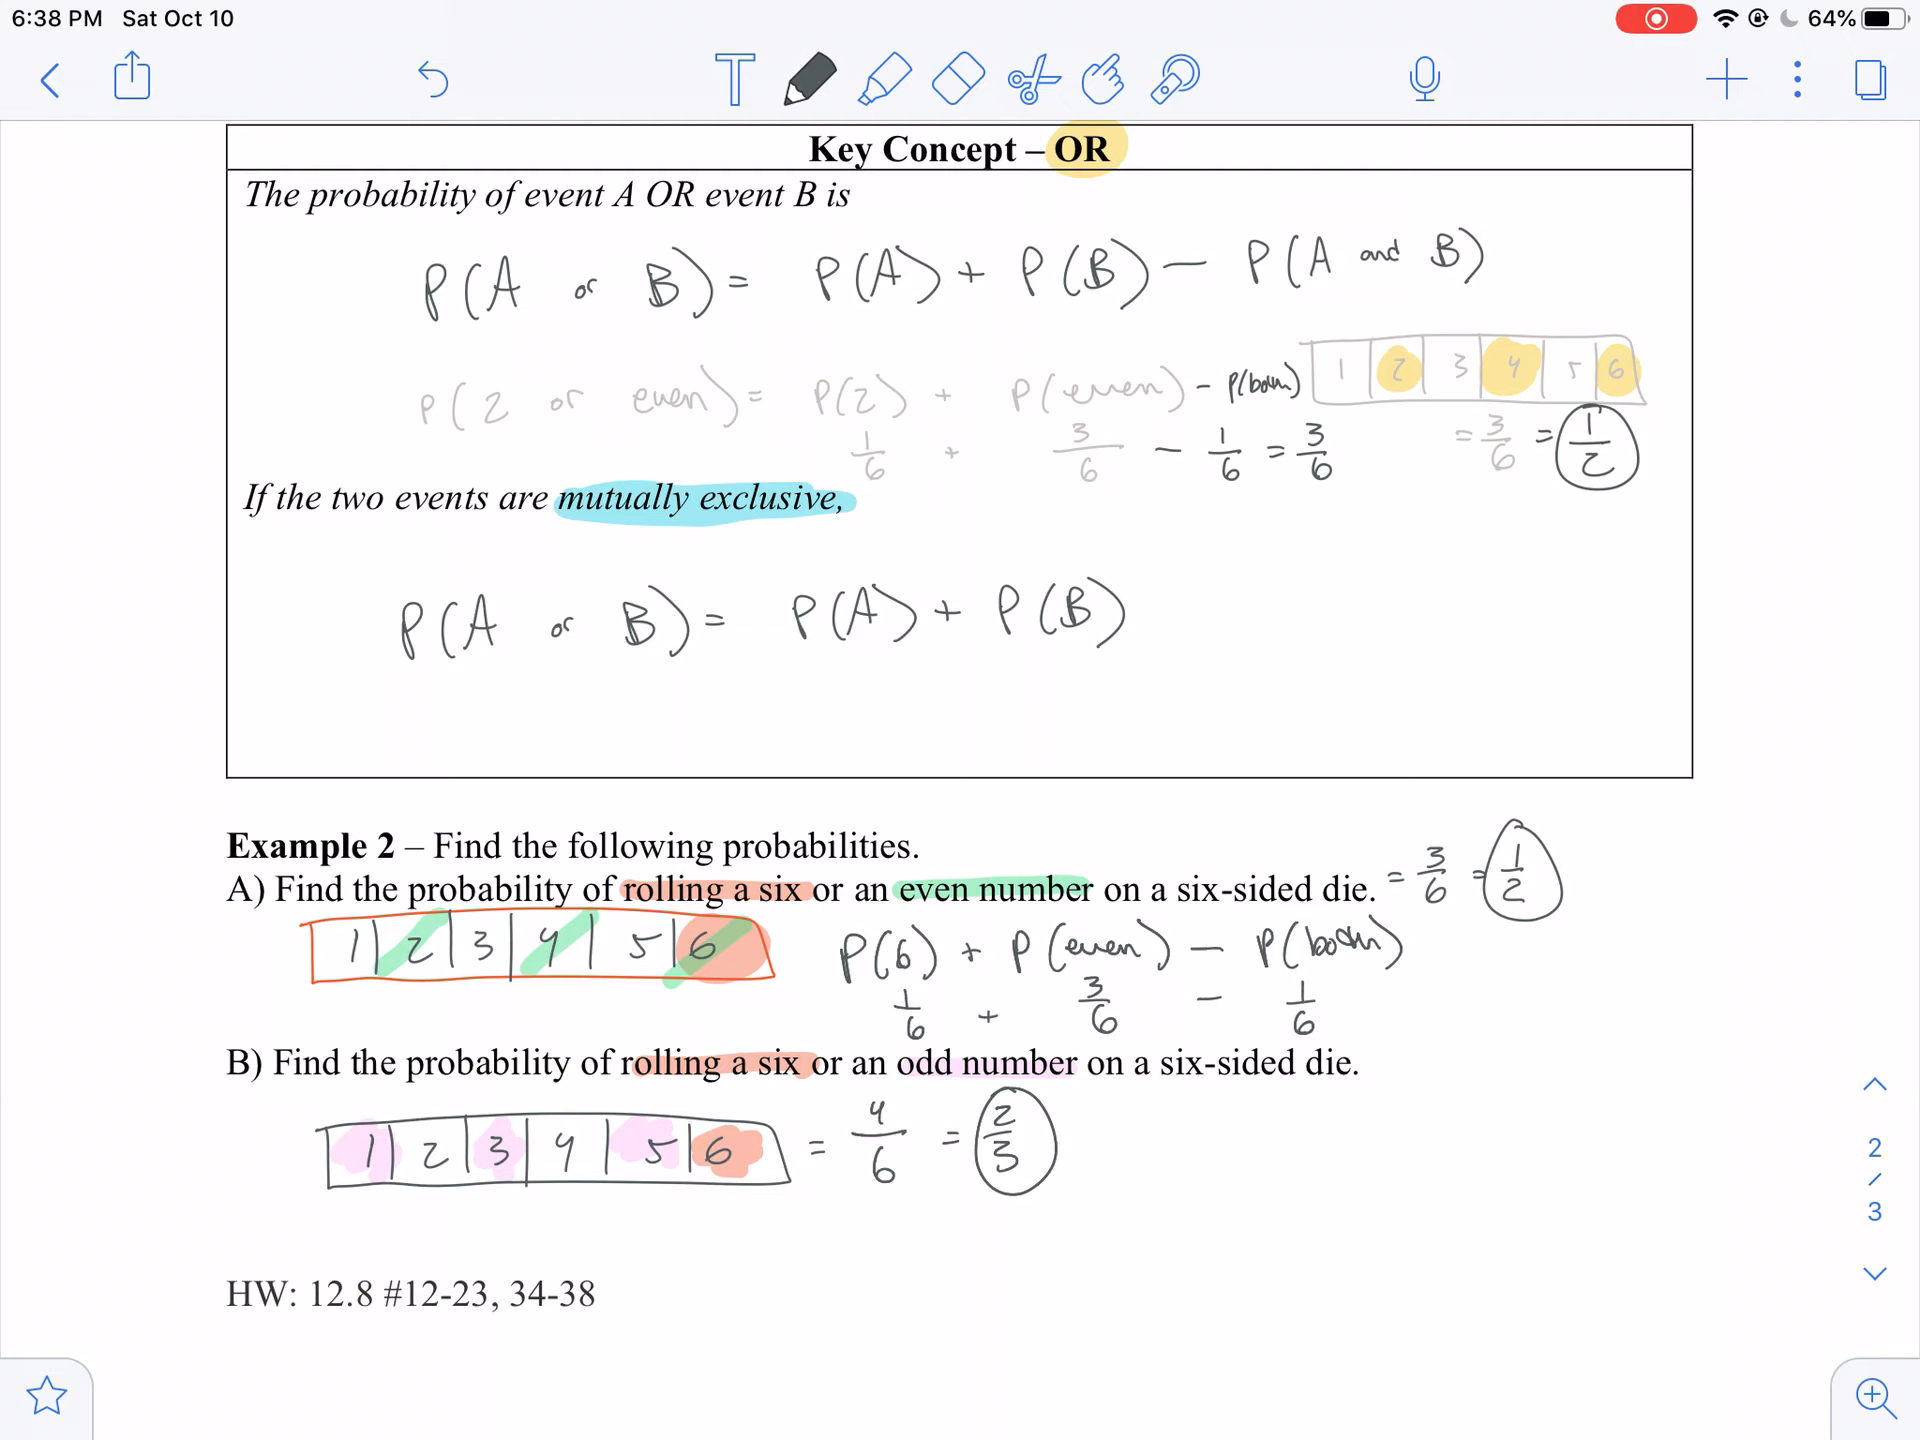 6:38 PM Sat Oct 10 64%
Key Concept – OR
The probability of event A OR event B is
P(A or B) = P(A) + P(B) − P(A and B)
P(2 or even) = P(2) + P(even) - P(both) 1 2 3 4 5 6
1/6 + 3/6 − 1/6 = 3/6 = 3/6 = 1/2
If the two events are mutually exclusive,
P(A or B) = P(A) + P(B)
Example 2 – Find the following probabilities.
A) Find the probability of rolling a six or an even number on a six-sided die. = 3/6 = 1/2
1 2 3 4 5 6 P(6) + P(even) − P(both)
1/6 + 3/6 − 1/6
B) Find the probability of rolling a six or an odd number on a six-sided die.
1 2 3 4 5 6 = 4/6 = 2/3
HW: 12.8 #12-23, 34-38
2 / 3